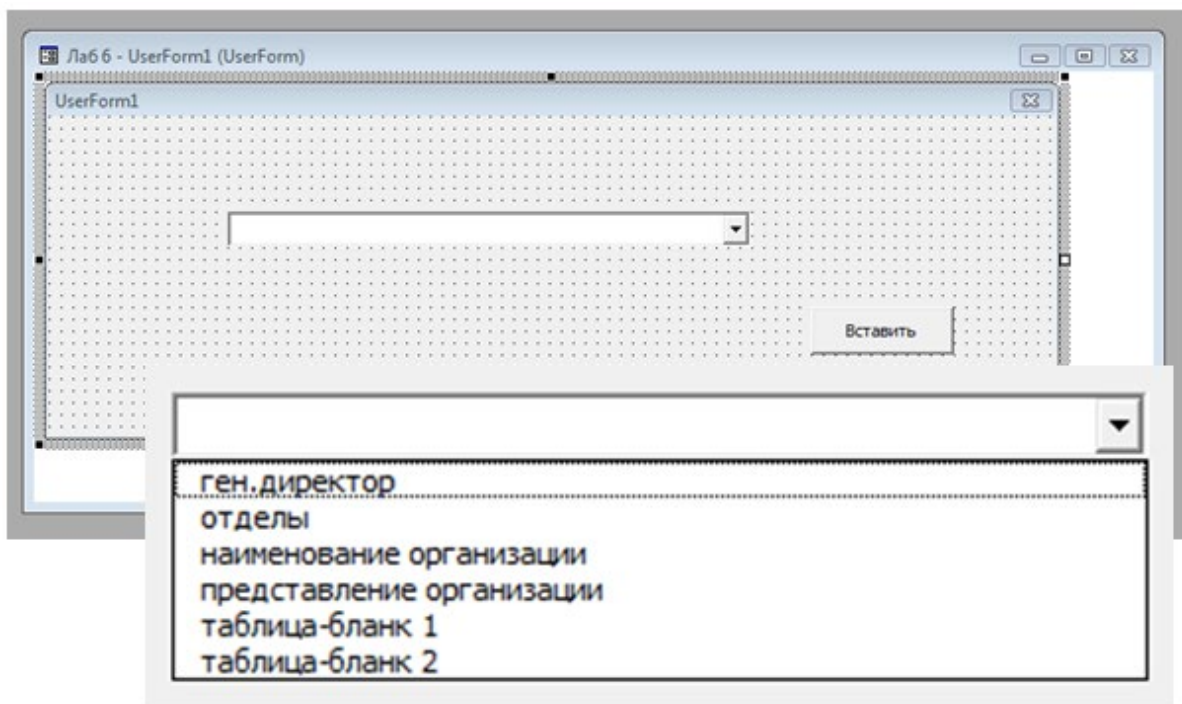 Лаб 6 - UserForm1 (UserForm)
UserForm1
Вставить
ген.директор
отделы
наименование организации
представление организации
таблица-бланк 1
таблица-бланк 2